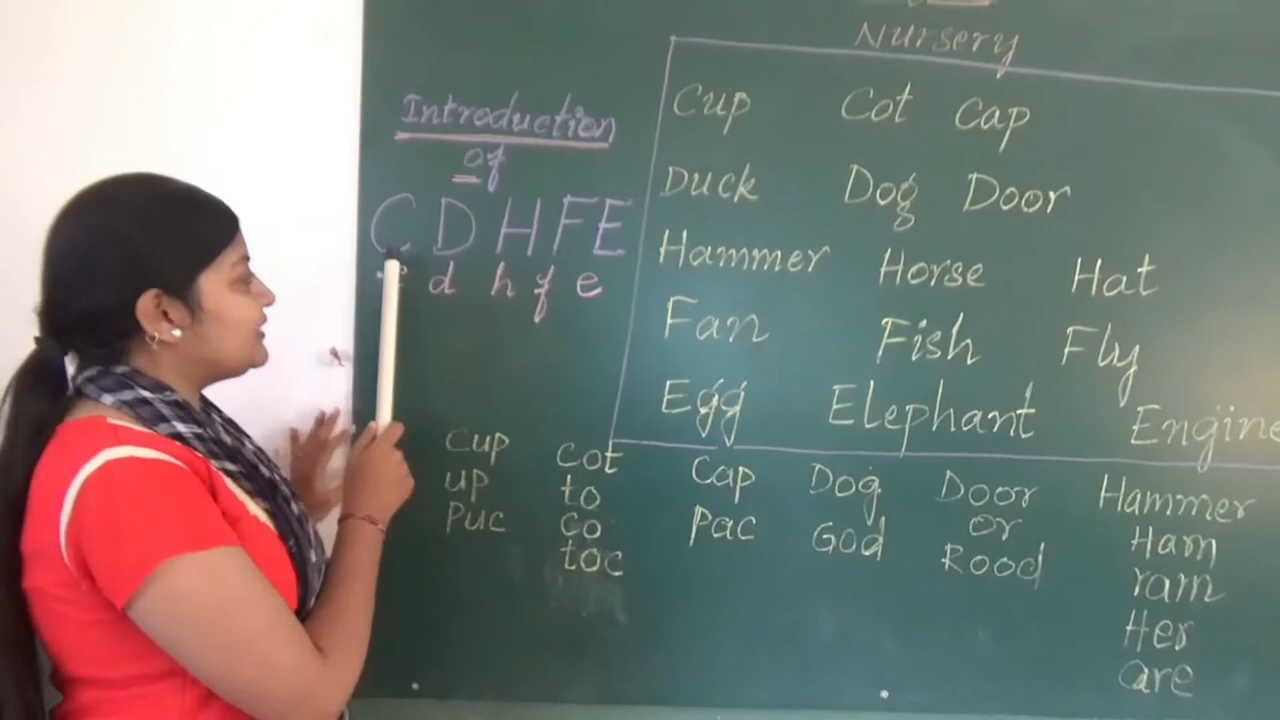 Nursery
Introduction
of
C D H F E
c d h f e
Cup Cot Cap
Duck Dog Door
Hammer Horse Hat
Fan Fish Fly
Egg Elephant Engine
Cup
up
Puc
Cot
to
Co
toc
Cap
Pac
Dog
God
Door
or
Rood
Hammer
Ham
ram
Her
are